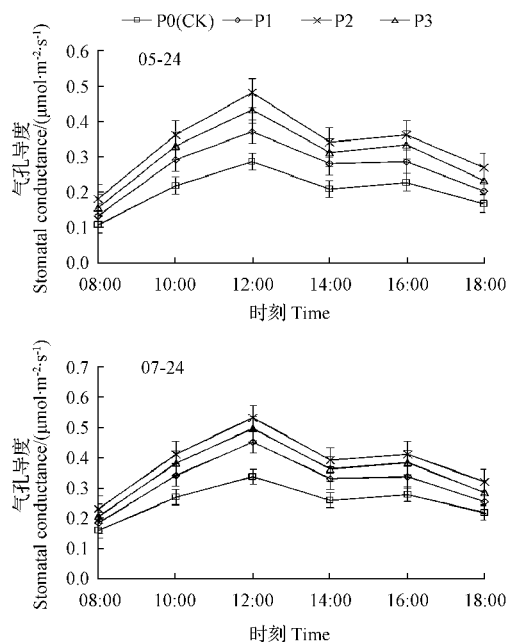 P0(CK) P1 P2 P3
05-24
气孔导度
Stomatal conductance/(μmol·m⁻²·s⁻¹)
0.6
0.5
0.4
0.3
0.2
0.1
0.0
08:00 10:00 12:00 14:00 16:00 18:00
时刻 Time
07-24
气孔导度
Stomatal conductance/(μmol·m⁻²·s⁻¹)
0.7
0.6
0.5
0.4
0.3
0.2
0.1
0.0
08:00 10:00 12:00 14:00 16:00 18:00
时刻 Time